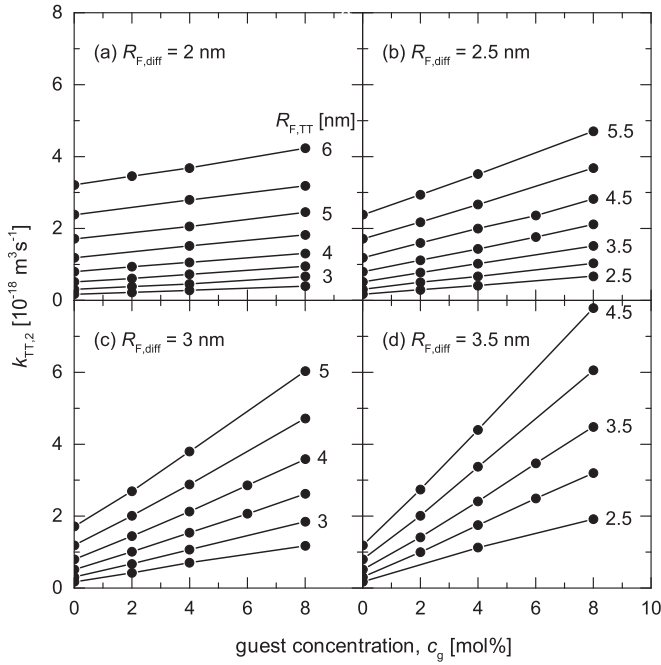 8
(a) R_F,diff = 2 nm
(b) R_F,diff = 2.5 nm
6
R_F,TT [nm]
6
5.5
4
5
4.5
2
4
3.5
3
2.5
0
k_TT,2 [10^-18 m^3 s^-1]
(c) R_F,diff = 3 nm
(d) R_F,diff = 3.5 nm
4.5
6
5
4
4
3.5
2
3
2.5
0
0 2 4 6 8 0 2 4 6 8 10
guest concentration, c_g [mol%]